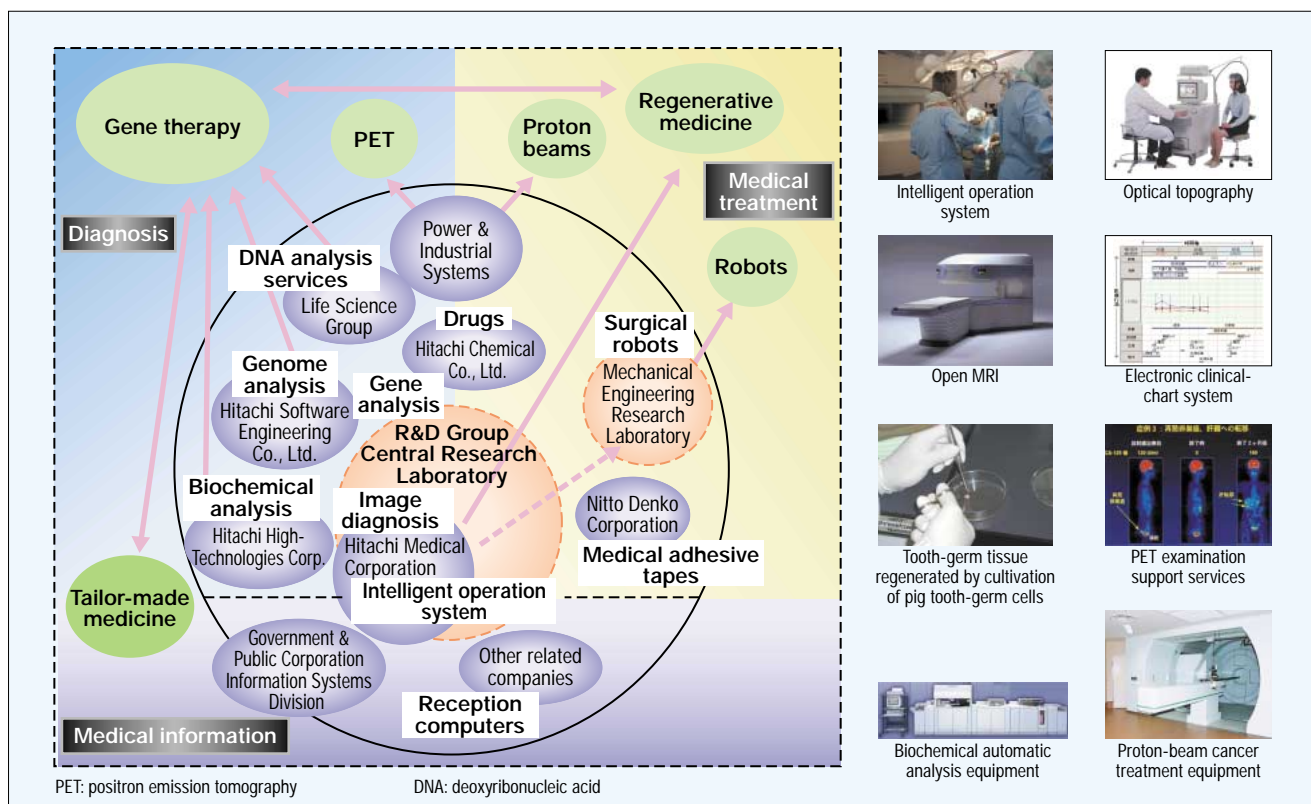 Gene therapy
PET
Proton
beams
Regenerative
medicine
Medical
treatment
Diagnosis
Power &
Industrial
Systems
Robots
DNA analysis
services
Life Science
Group
Drugs
Hitachi Chemical
Co., Ltd.
Surgical
robots
Mechanical
Engineering
Research
Laboratory
Genome
analysis
Hitachi Software
Engineering
Co., Ltd.
Gene
analysis
R&D Group
Central Research
Laboratory
Biochemical
analysis
Hitachi High-
Technologies Corp.
Image
diagnosis
Hitachi Medical
Corporation
Intelligent operation
system
Nitto Denko
Corporation
Medical adhesive
tapes
Tailor-made
medicine
Government &
Public Corporation
Information Systems
Division
Other related
companies
Reception
computers
Medical information
PET: positron emission tomography
DNA: deoxyribonucleic acid
Intelligent operation
system
Optical topography
Open MRI
Electronic clinical-
chart system
Tooth-germ tissue
regenerated by cultivation
of pig tooth-germ cells
PET examination
support services
Biochemical automatic
analysis equipment
Proton-beam cancer
treatment equipment